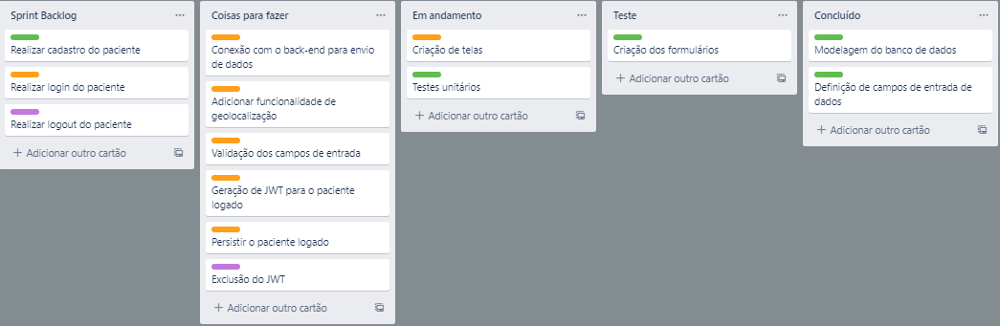 Sprint Backlog
Realizar cadastro do paciente
Realizar login do paciente
Realizar logout do paciente
+ Adicionar outro cartão
Coisas para fazer
Conexão com o back-end para envio
de dados
Adicionar funcionalidade de
geolocalização
Validação dos campos de entrada
Geração de JWT para o paciente
logado
Persistir o paciente logado
Exclusão do JWT
+ Adicionar outro cartão
Em andamento
Criação de telas
Testes unitários
+ Adicionar outro cartão
Teste
Criação dos formulários
+ Adicionar outro cartão
Concluído
Modelagem do banco de dados
Definição de campos de entrada de
dados
+ Adicionar outro cartão